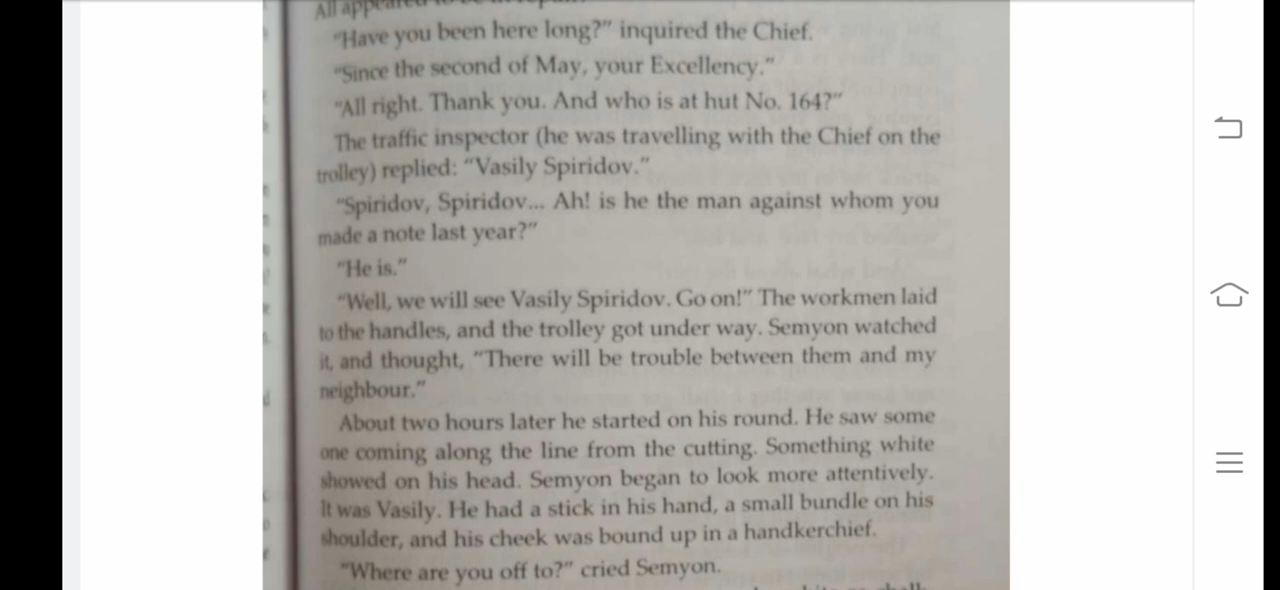 All appeared to be in
"Have you been here long?" inquired the Chief.
"Since the second of May, your Excellency."
"All right. Thank you. And who is at hut No. 164?"
The traffic inspector (he was travelling with the Chief on the
trolley) replied: "Vasily Spiridov."
"Spiridov, Spiridov... Ah! is he the man against whom you
made a note last year?"
"He is."
"Well, we will see Vasily Spiridov. Go on!" The workmen laid
to the handles, and the trolley got under way. Semyon watched
it, and thought, "There will be trouble between them and my
neighbour."
About two hours later he started on his round. He saw some
one coming along the line from the cutting. Something white
showed on his head. Semyon began to look more attentively.
It was Vasily. He had a stick in his hand, a small bundle on his
shoulder, and his cheek was bound up in a handkerchief.
"Where are you off to?" cried Semyon.